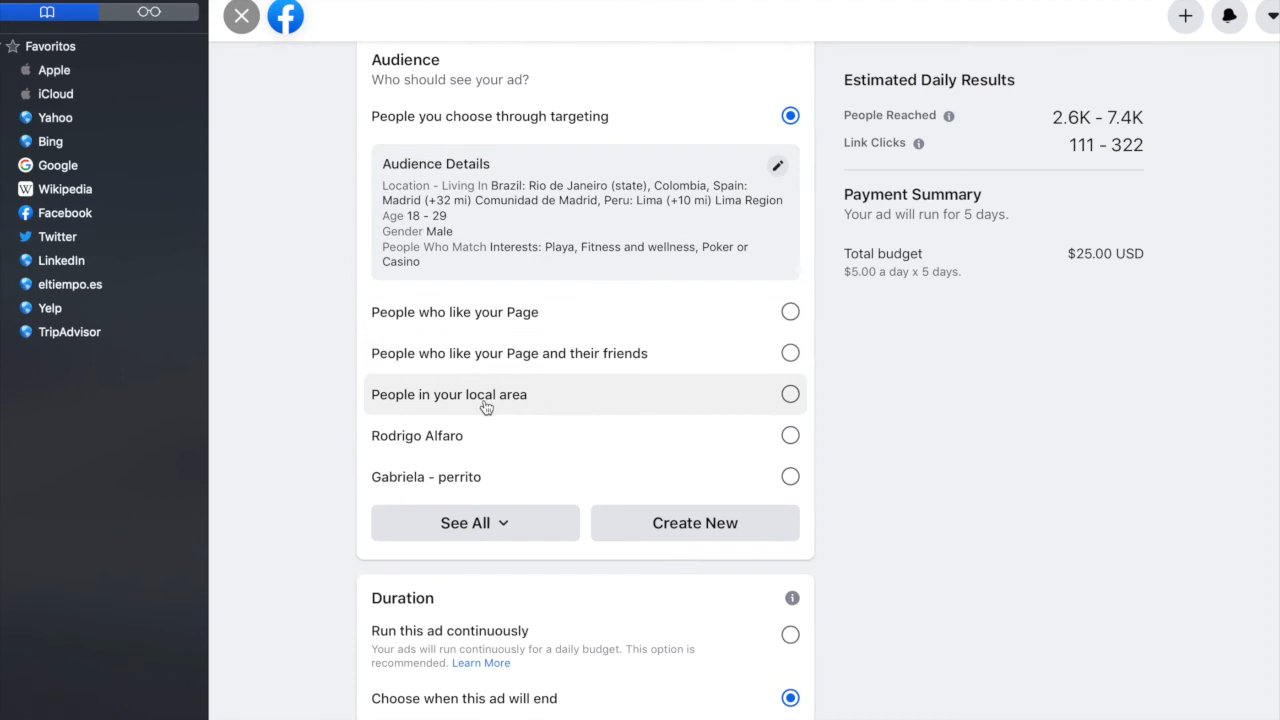 Favoritos
Apple
iCloud
Yahoo
Bing
Google
Wikipedia
Facebook
Twitter
LinkedIn
eltiempo.es
Yelp
TripAdvisor
Audience
Who should see your ad?
People you choose through targeting
Audience Details
Location - Living In Brazil: Rio de Janeiro (state), Colombia, Spain:
Madrid (+32 mi) Comunidad de Madrid, Peru: Lima (+10 mi) Lima Region
Age 18 - 29
Gender Male
People Who Match Interests: Playa, Fitness and wellness, Poker or
Casino
People who like your Page
People who like your Page and their friends
People in your local area
Rodrigo Alfaro
Gabriela - perrito
See All
Create New
Duration
Run this ad continuously
Your ads will run continuously for a daily budget. This option is
recommended. Learn More
Choose when this ad will end
Estimated Daily Results
People Reached 2.6K - 7.4K
Link Clicks 111 - 322
Payment Summary
Your ad will run for 5 days.
Total budget $25.00 USD
$5.00 a day x 5 days.